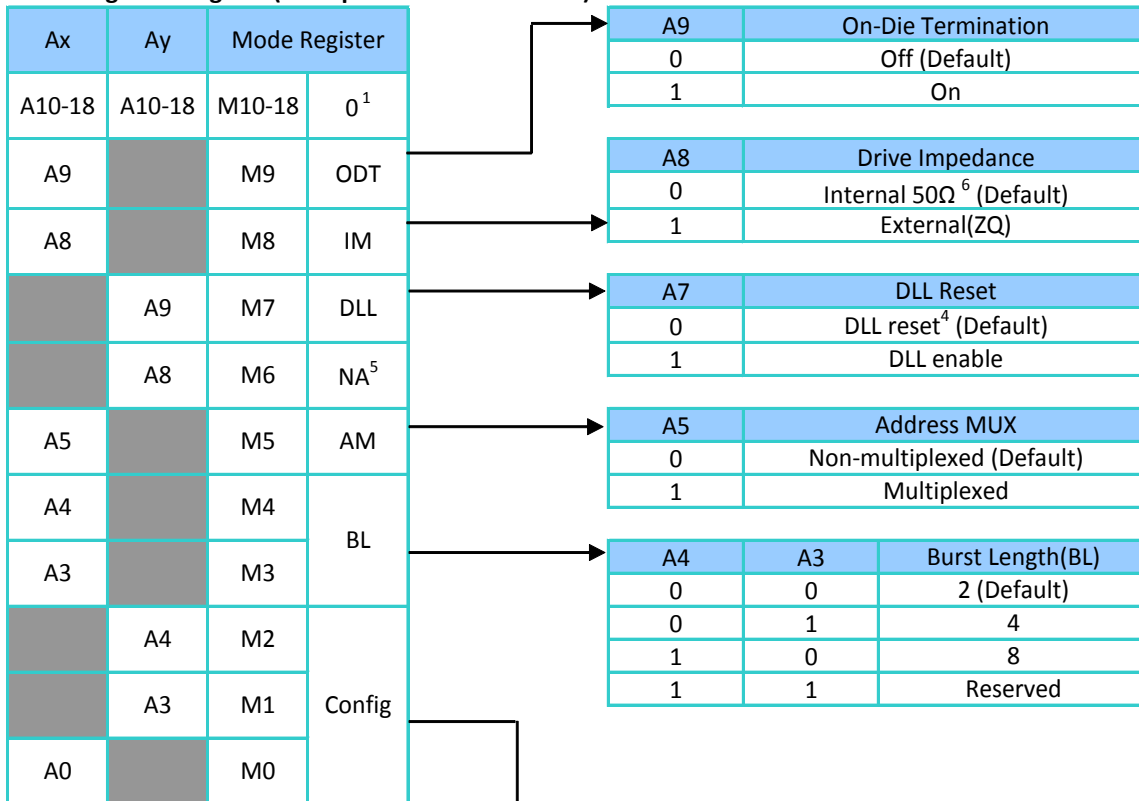 Ax Ay Mode Register
A10-18 A10-18 M10-18 0¹
A9 M9 ODT
A8 M8 IM
A9 M7 DLL
A8 M6 NA⁵
A5 M5 AM
A4 M4
BL
A3 M3
A4 M2
A3 M1 Config
A0 M0
A9 On-Die Termination
0 Off (Default)
1 On
A8 Drive Impedance
0 Internal 50Ω ⁶ (Default)
1 External(ZQ)
A7 DLL Reset
0 DLL reset⁴ (Default)
1 DLL enable
A5 Address MUX
0 Non-multiplexed (Default)
1 Multiplexed
A4 A3 Burst Length(BL)
0 0 2 (Default)
0 1 4
1 0 8
1 1 Reserved